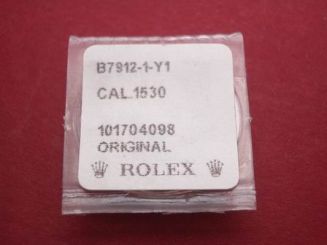 B7912-1-Y1
CAL.1530
101704098
ORIGINAL
ROLEX